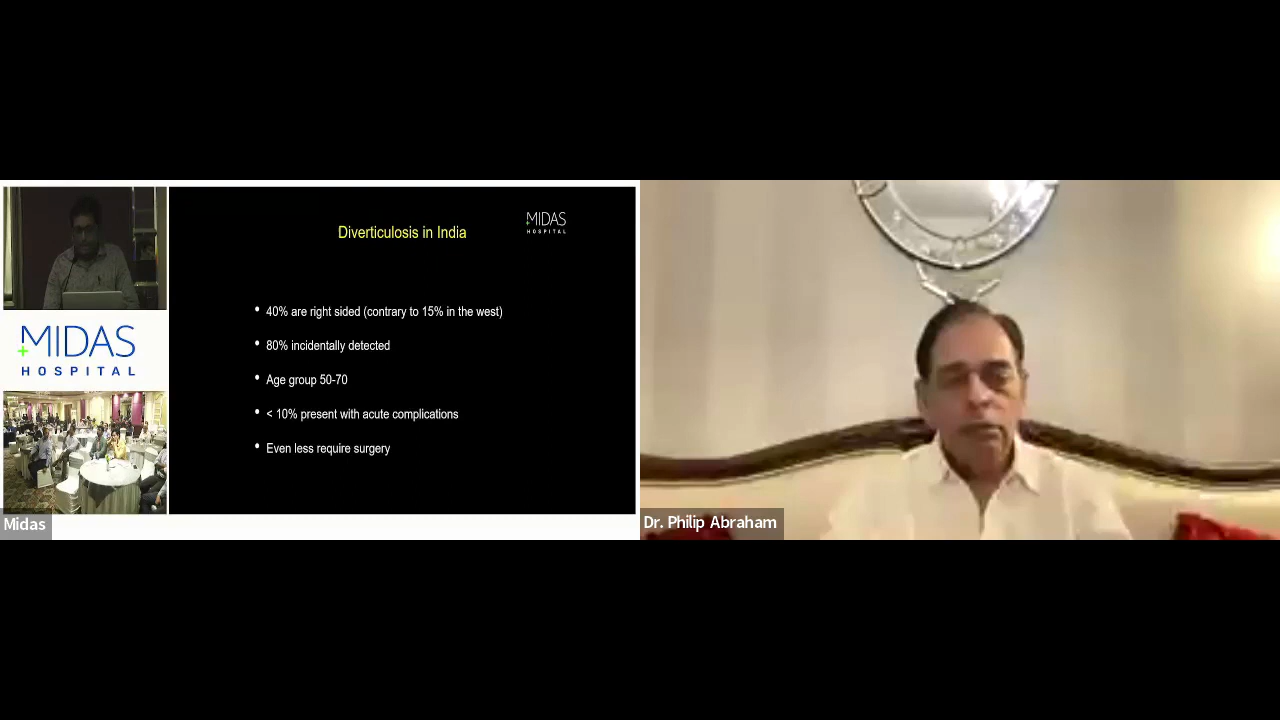 MIDAS
HOSPITAL
Midas
Diverticulosis in India
MIDAS
HOSPITAL
• 40% are right sided (contrary to 15% in the west)
• 80% incidentally detected
• Age group 50-70
• < 10% present with acute complications
• Even less require surgery
Dr. Philip Abraham